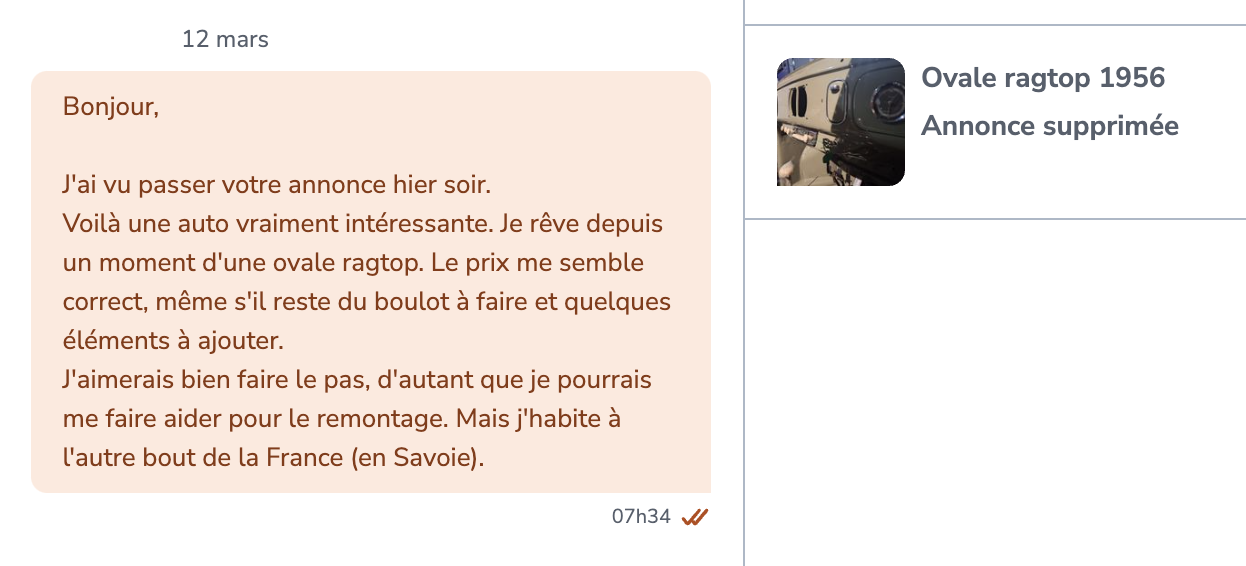 12 mars
Bonjour,
J'ai vu passer votre annonce hier soir.
Voilà une auto vraiment intéressante. Je rêve depuis
un moment d'une ovale ragtop. Le prix me semble
correct, même s'il reste du boulot à faire et quelques
éléments à ajouter.
J'aimerais bien faire le pas, d'autant que je pourrais
me faire aider pour le remontage. Mais j'habite à
l'autre bout de la France (en Savoie).
07h34
Ovale ragtop 1956
Annonce supprimée